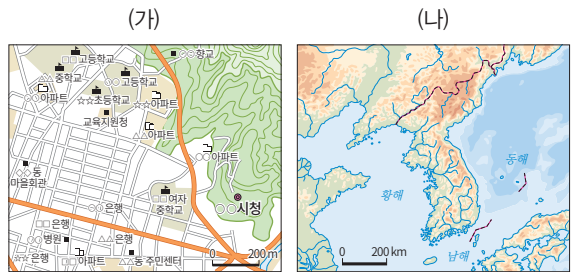 (가)
(나)
○○향교
□□고등학교
△△중학교
○○고등학교
○○아파트
☆☆초등학교
☆☆아파트
교육지원청
△△아파트
○○아파트
◇◇동
마을회관
□□여자
중학교
○○시청
○○은행
□□은행
○○병원
△△은행
☆☆은행
□□아파트
△△동 주민센터
0 200 m
동해
황해
남해
0 200 km